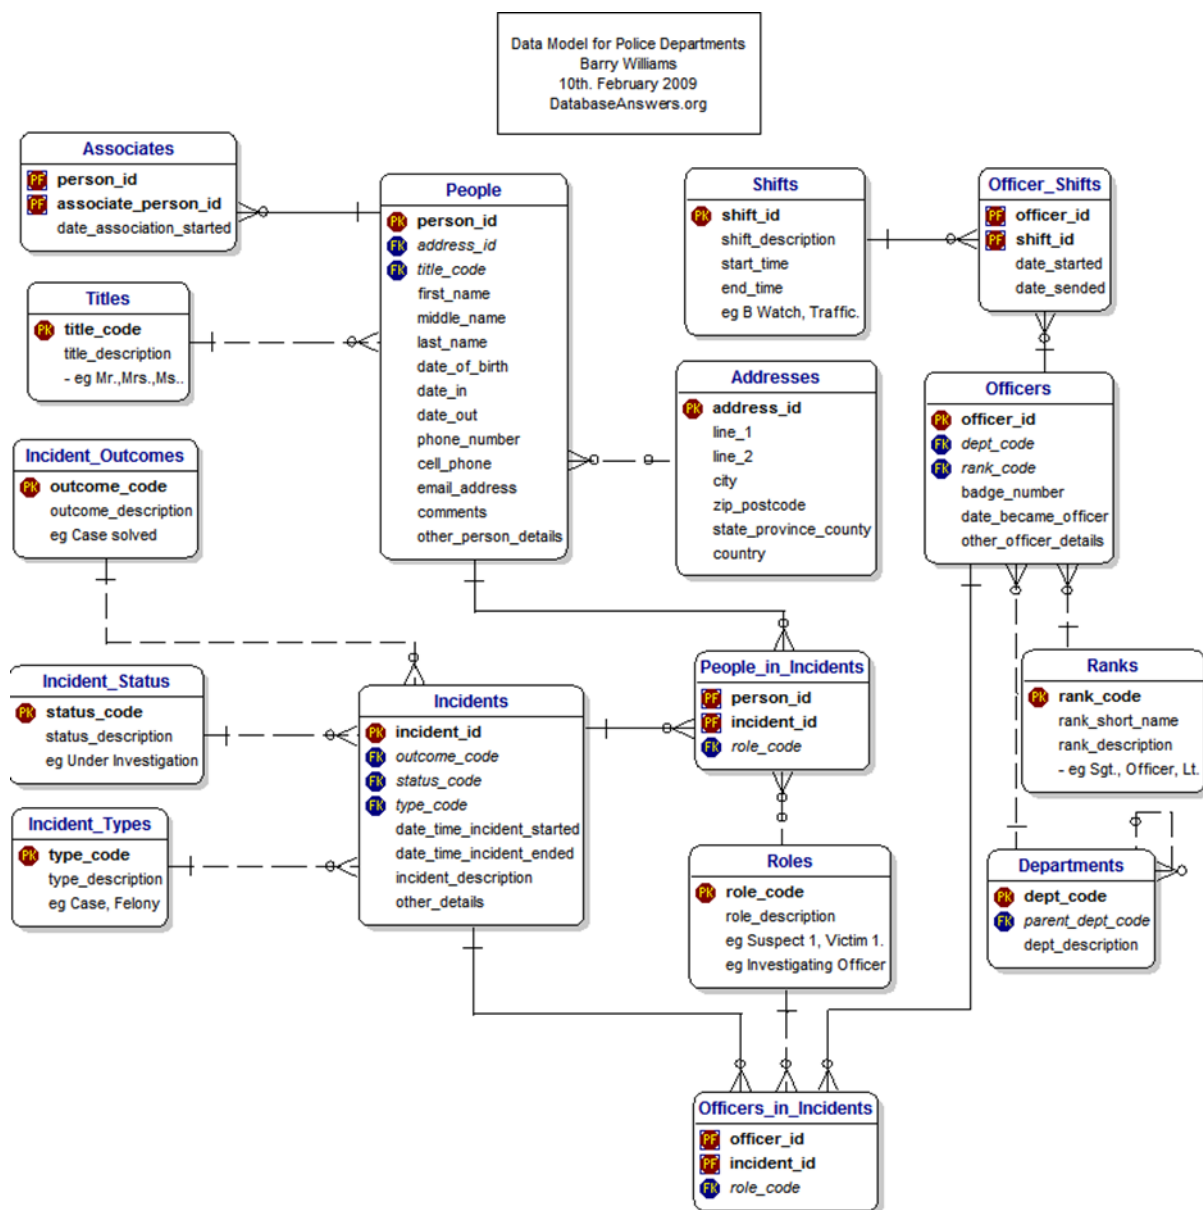 Data Model for Police Departments
Barry Williams
10th. February 2009
DatabaseAnswers.org
Associates
PF person_id
PF associate_person_id
date_association_started
People
PK person_id
FK address_id
FK title_code
first_name
middle_name
last_name
date_of_birth
date_in
date_out
phone_number
cell_phone
email_address
comments
other_person_details
Shifts
PK shift_id
shift_description
start_time
end_time
eg B Watch, Traffic.
Officer_Shifts
PF officer_id
PF shift_id
date_started
date_sended
Titles
PK title_code
title_description
- eg Mr.,Mrs.,Ms..
Addresses
PK address_id
line_1
line_2
city
zip_postcode
state_province_county
country
Officers
PK officer_id
FK dept_code
FK rank_code
badge_number
date_became_officer
other_officer_details
Incident_Outcomes
PK outcome_code
outcome_description
eg Case solved
Incident_Status
PK status_code
status_description
eg Under Investigation
Incidents
PK incident_id
FK outcome_code
FK status_code
FK type_code
date_time_incident_started
date_time_incident_ended
incident_description
other_details
People_in_Incidents
PF person_id
PF incident_id
FK role_code
Ranks
PK rank_code
rank_short_name
rank_description
- eg Sgt., Officer, Lt.
Incident_Types
PK type_code
type_description
eg Case, Felony
Roles
PK role_code
role_description
eg Suspect 1, Victim 1.
eg Investigating Officer
Departments
PK dept_code
FK parent_dept_code
dept_description
Officers_in_Incidents
PF officer_id
PF incident_id
FK role_code